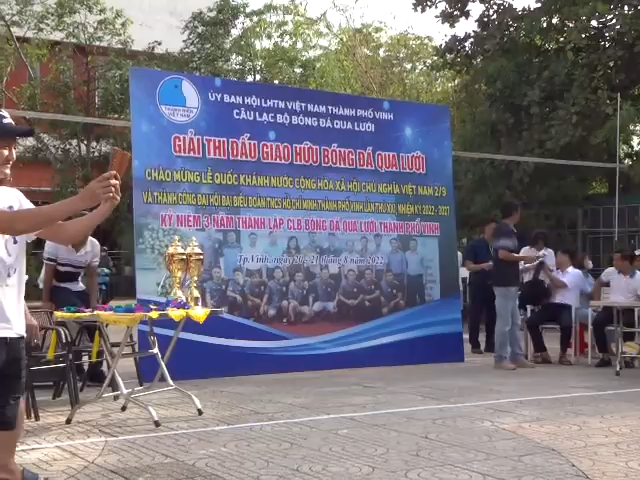 THANH NIÊN
VIỆT NAM
ỦY BAN HỘI LHTN VIỆT NAM THÀNH PHỐ VINH
CÂU LẠC BỘ BÓNG ĐÁ QUA LƯỚI
GIẢI THI ĐẤU GIAO HỮU BÓNG ĐÁ QUA LƯỚI
CHÀO MỪNG LỄ QUỐC KHÁNH NƯỚC CỘNG HÒA XÃ HỘI CHỦ NGHĨA VIỆT NAM 2/9
VÀ THÀNH CÔNG ĐẠI HỘI ĐẠI BIỂU ĐOÀN TNCS HỒ CHÍ MINH THÀNH PHỐ VINH LẦN THỨ XXI, NHIỆM KỲ 2022 - 2027
KỶ NIỆM 3 NĂM THÀNH LẬP CLB BÓNG ĐÁ QUA LƯỚI THÀNH PHỐ VINH
T.p Vinh, ngày 20 - 21 tháng 8 năm 2022